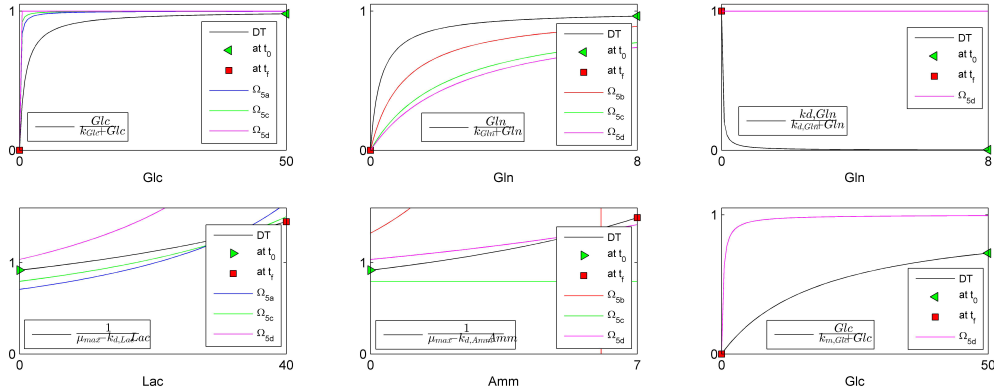 1
0
0
50
Glc
DT
at t0
at tf
Ω5a
Ω5c
Ω5d
Glc
kGlc+Glc
1
0
0
8
Gln
DT
at t0
at tf
Ω5b
Ω5c
Ω5d
Gln
kGln+Gln
1
0
0
8
Gln
DT
at t0
at tf
Ω5d
kd,Gln
kd,Gln+Gln
1
0
0
40
Lac
DT
at t0
at tf
Ω5a
Ω5c
Ω5d
1
μmax−kd,LacLac
1
0
0
7
Amm
DT
at t0
at tf
Ω5b
Ω5c
Ω5d
1
μmax−kd,AmmAmm
1
0
0
50
Glc
DT
at t0
at tf
Ω5d
Glc
km,Glc+Glc